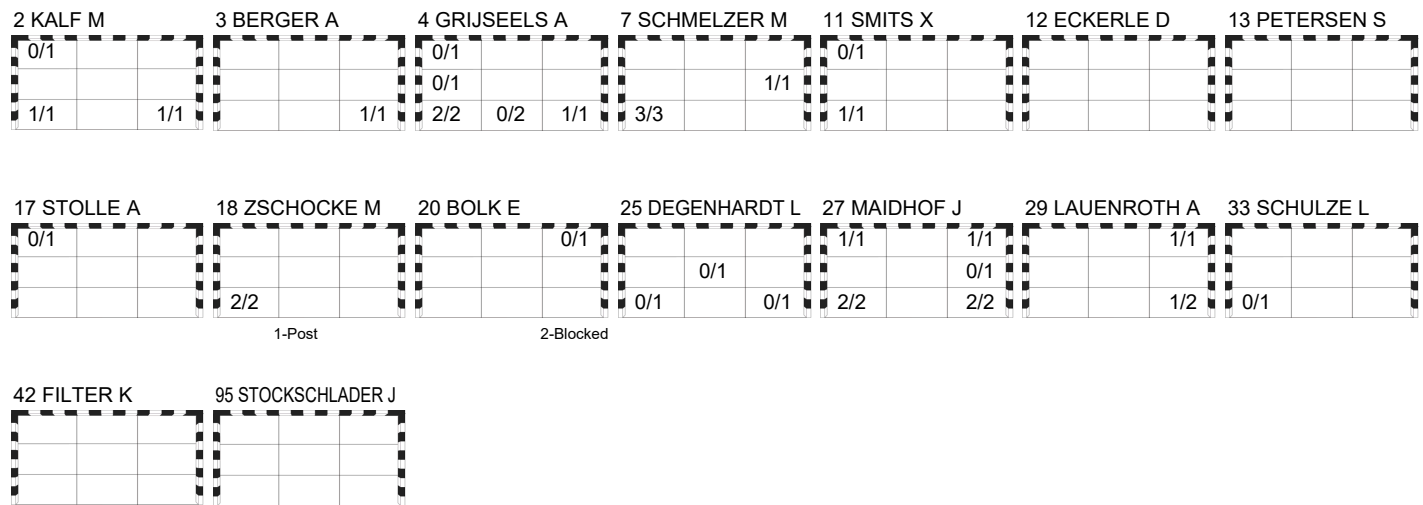 2 KALF M 3 BERGER A 4 GRIJSEELS A 7 SCHMELZER M 11 SMITS X 12 ECKERLE D 13 PETERSEN S
0/1 0/1 0/1
0/1 1/1
1/1 1/1 1/1 2/2 0/2 1/1 3/3 1/1
17 STOLLE A 18 ZSCHOCKE M 20 BOLK E 25 DEGENHARDT L 27 MAIDHOF J 29 LAUENROTH A 33 SCHULZE L
0/1 0/1 1/1 1/1 1/1
0/1 0/1
2/2 0/1 0/1 2/2 2/2 1/2 0/1
1-Post 2-Blocked
42 FILTER K 95 STOCKSCHLADER J